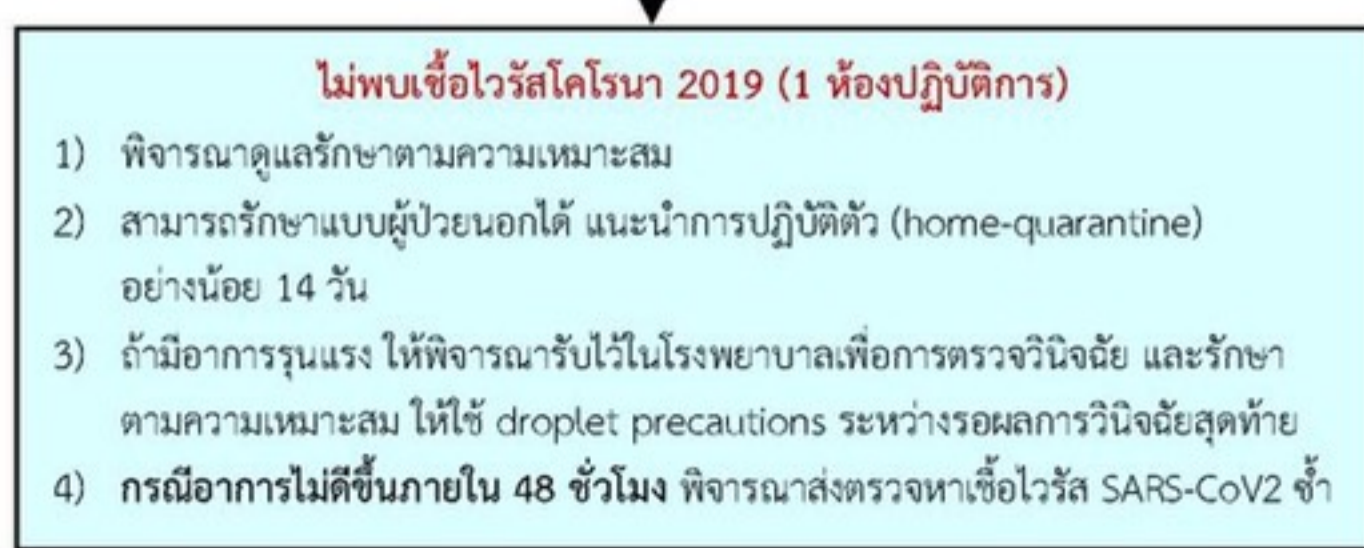 ไม่พบเชื้อไวรัสโคโรนา 2019 (1 ห้องปฏิบัติการ)
1) พิจารณาดูแลรักษาตามความเหมาะสม
2) สามารถรักษาแบบผู้ป่วยนอกได้ แนะนำการปฏิบัติตัว (home-quarantine)
อย่างน้อย 14 วัน
3) ถ้ามีอาการรุนแรง ให้พิจารณารับไว้ในโรงพยาบาลเพื่อการตรวจวินิจฉัย และรักษา
ตามความเหมาะสม ให้ใช้ droplet precautions ระหว่างรอผลการวินิจฉัยสุดท้าย
4) กรณีอาการไม่ดีขึ้นภายใน 48 ชั่วโมง พิจารณาส่งตรวจหาเชื้อไวรัส SARS-CoV2 ซ้ำ